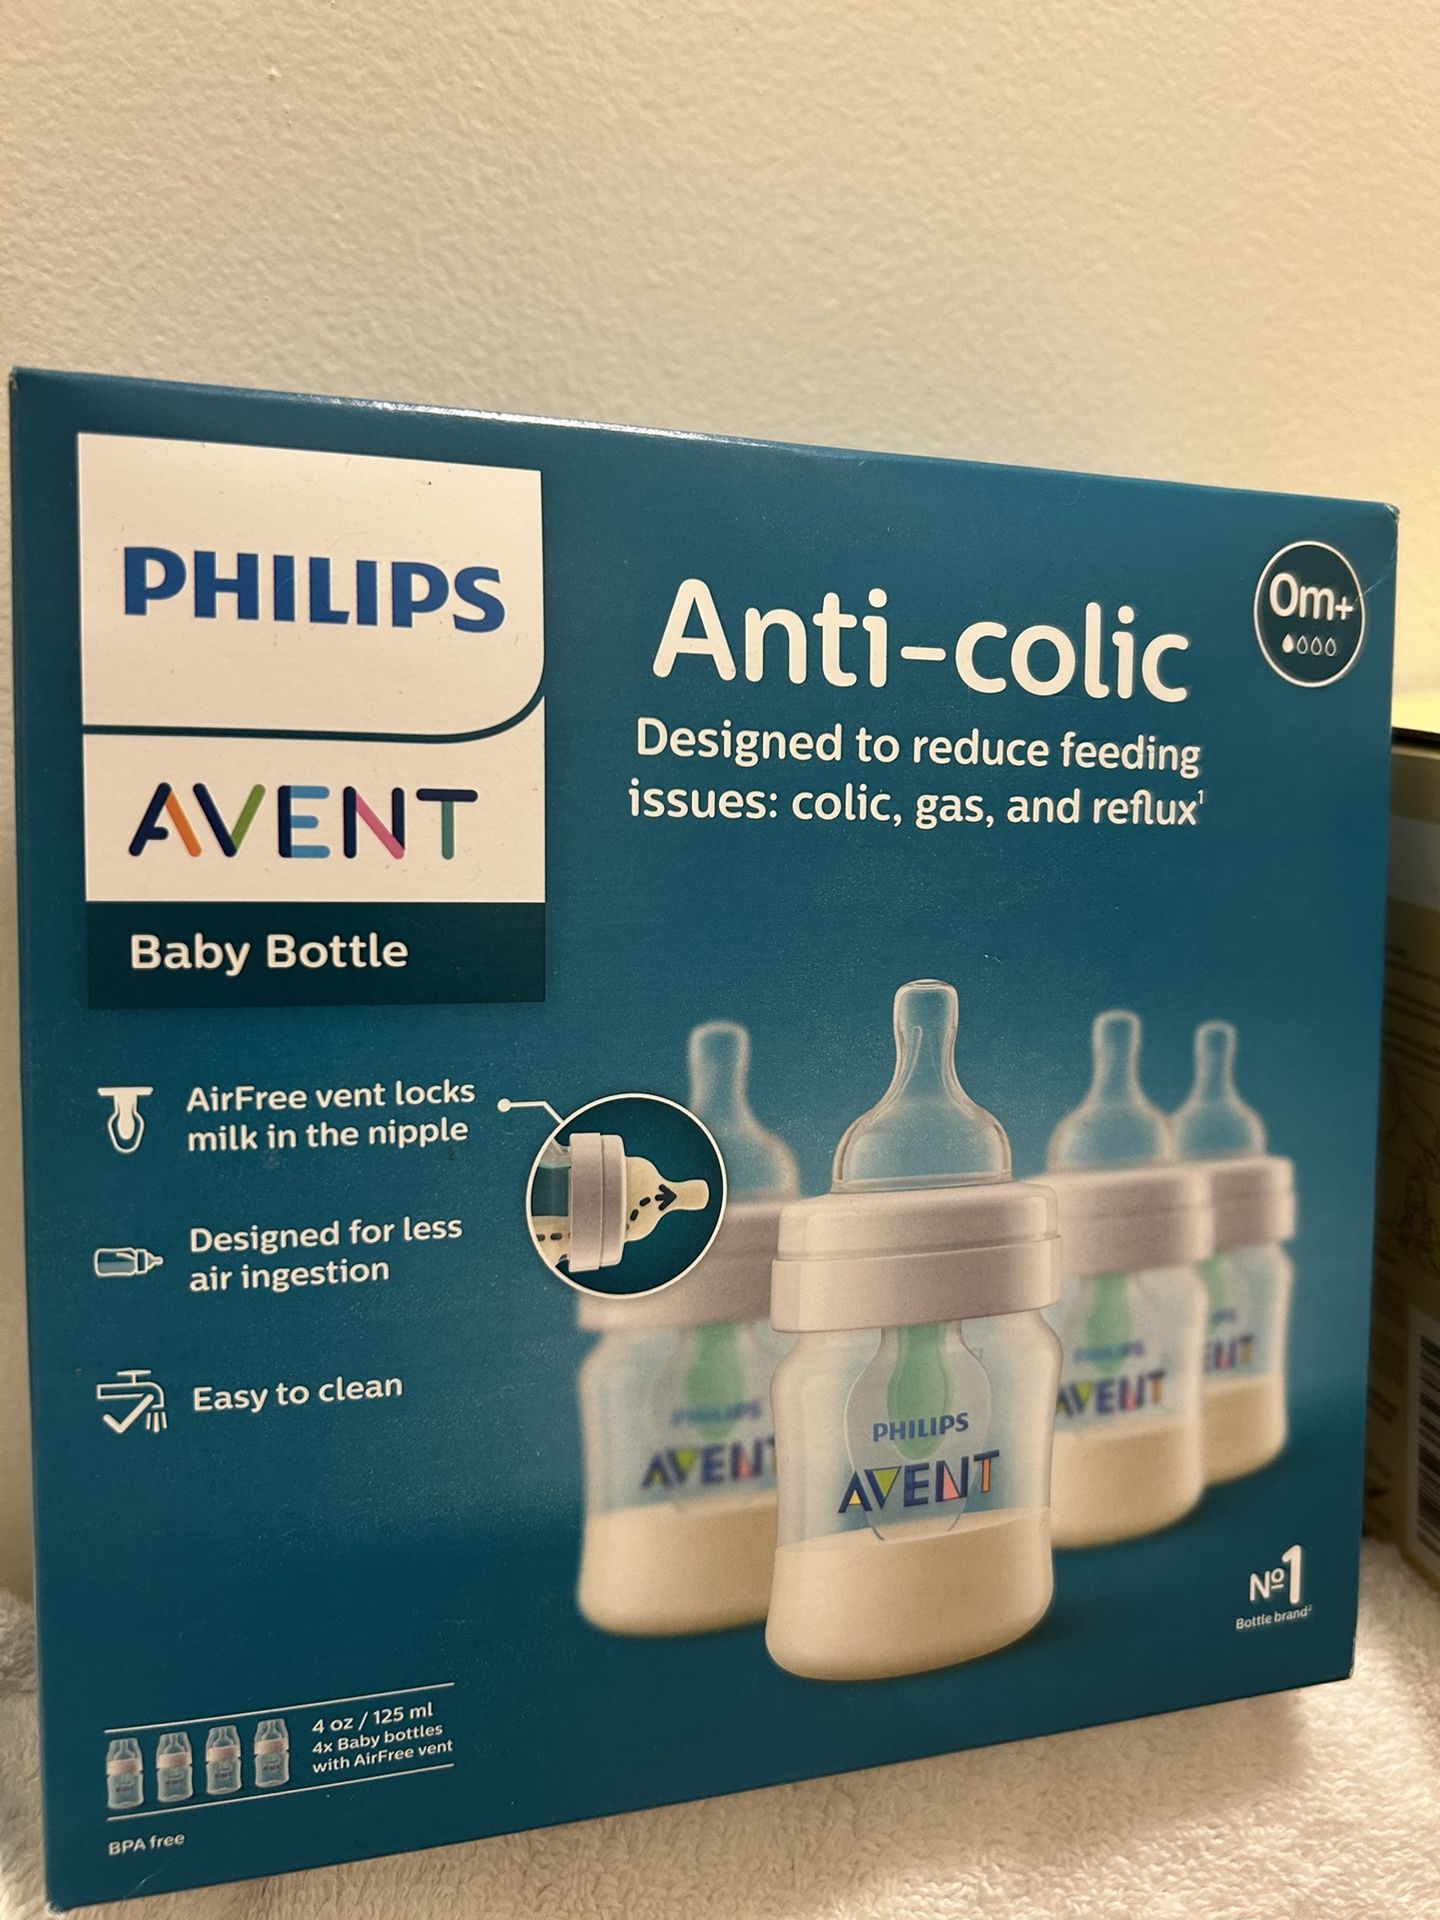 PHILIPS
AVENT
Baby Bottle
Anti-colic
Designed to reduce feeding
issues: colic, gas, and reflux¹
0m+
AirFree vent locks
milk in the nipple
Designed for less
air ingestion
Easy to clean
PHILIPS
AVENT
PHILIPS
AVENT
PHILIPS
AVENT
Nº1
Bottle brand²
4 oz / 125 ml
4x Baby bottles
with AirFree vent
BPA free